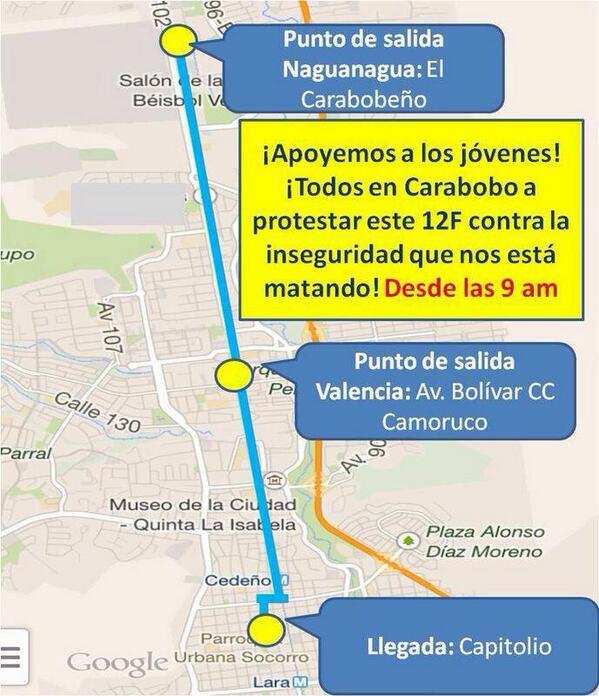 102
96-B
Punto de salida
Naguanagua: El
Carabobeño
Salón de la
Béisbol Ve
¡Apoyemos a los jóvenes!
¡Todos en Carabobo a
protestar este 12F contra la
inseguridad que nos está
matando! Desde las 9 am
upo
Av 107
Punto de salida
Valencia: Av. Bolívar CC
Camoruco
Calle 130
Parral
Av. 90
Museo de la Ciudad
- Quinta La Isabela
Plaza Alonso
Díaz Moreno
Cedeño
Llegada: Capitolio
Parroq
Urbana Socorro
Google
Lara M